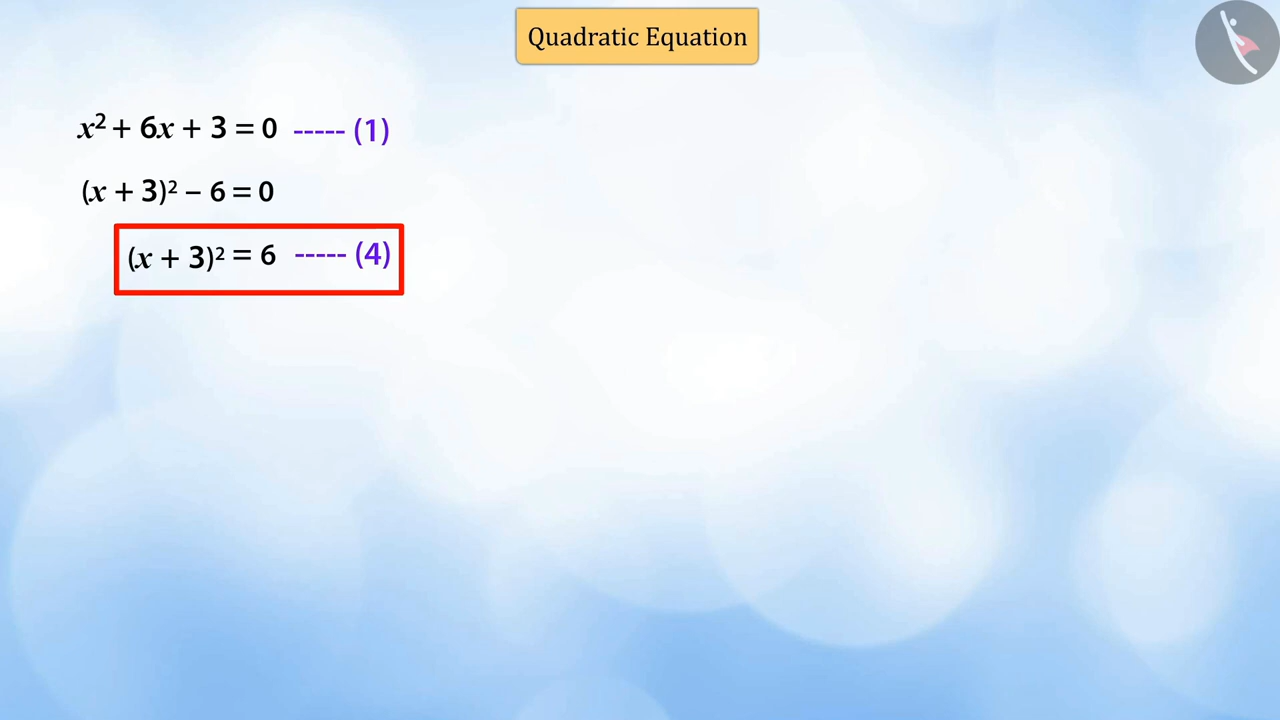 Quadratic Equation
x² + 6x + 3 = 0 ----- (1)
(x + 3)² – 6 = 0
(x + 3)² = 6 ----- (4)